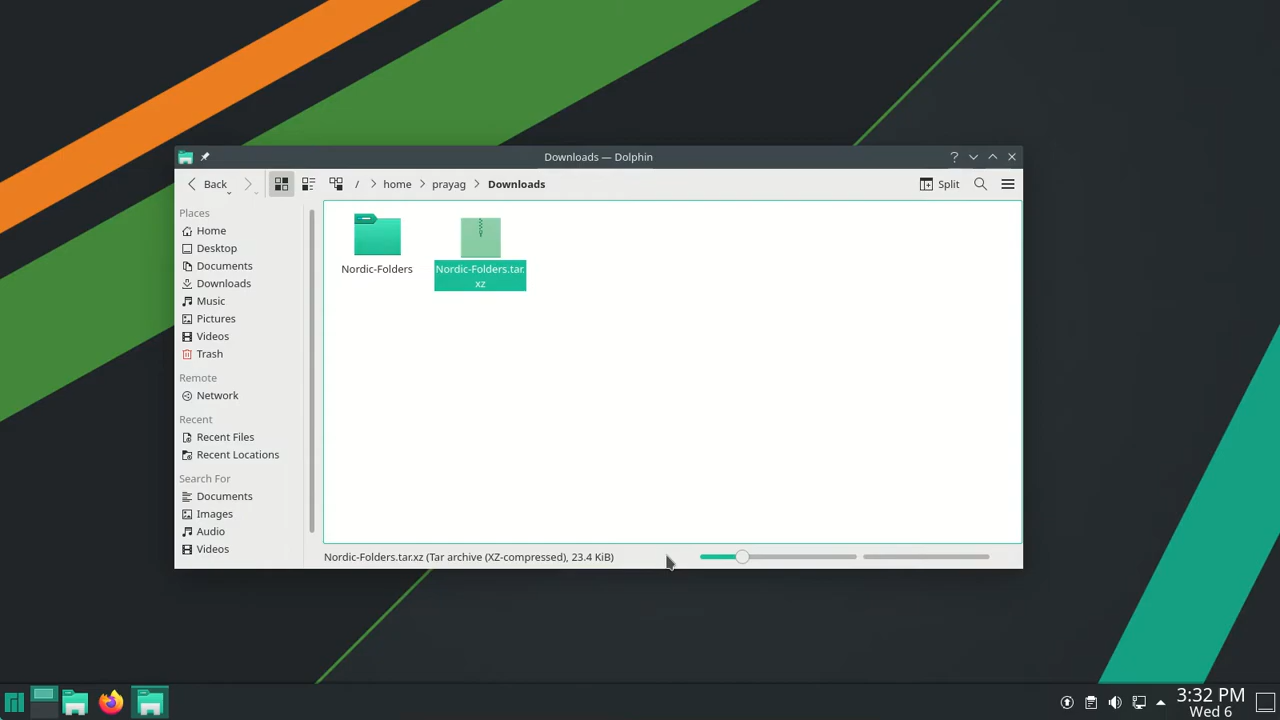 Downloads — Dolphin
Back
/ home prayag Downloads
Split
Places
Home
Desktop
Documents
Downloads
Music
Pictures
Videos
Trash
Remote
Network
Recent
Recent Files
Recent Locations
Search For
Documents
Images
Audio
Videos
Nordic-Folders
Nordic-Folders.tar.
xz
Nordic-Folders.tar.xz (Tar archive (XZ-compressed), 23.4 KiB)
3:32 PM
Wed 6